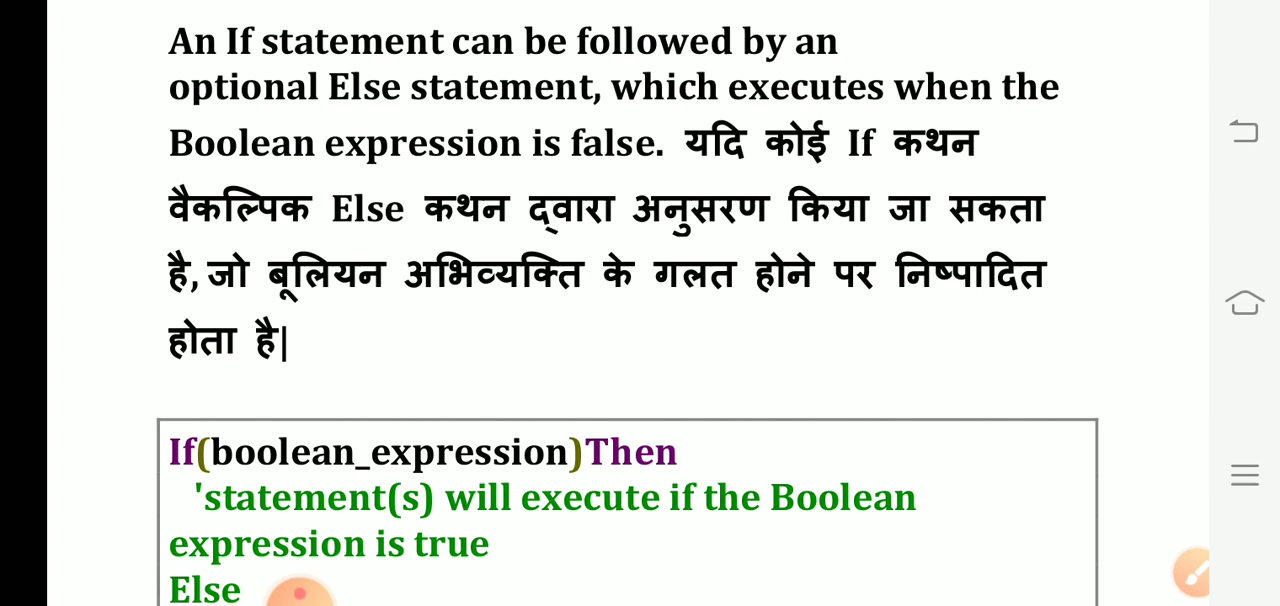 An If statement can be followed by an
optional Else statement, which executes when the
Boolean expression is false. यदि कोई If कथन
वैकल्पिक Else कथन द्वारा अनुसरण किया जा सकता
है, जो बूलियन अभिव्यक्ति के गलत होने पर निष्पादित
होता है|
If(boolean_expression)Then
'statement(s) will execute if the Boolean
expression is true
Else